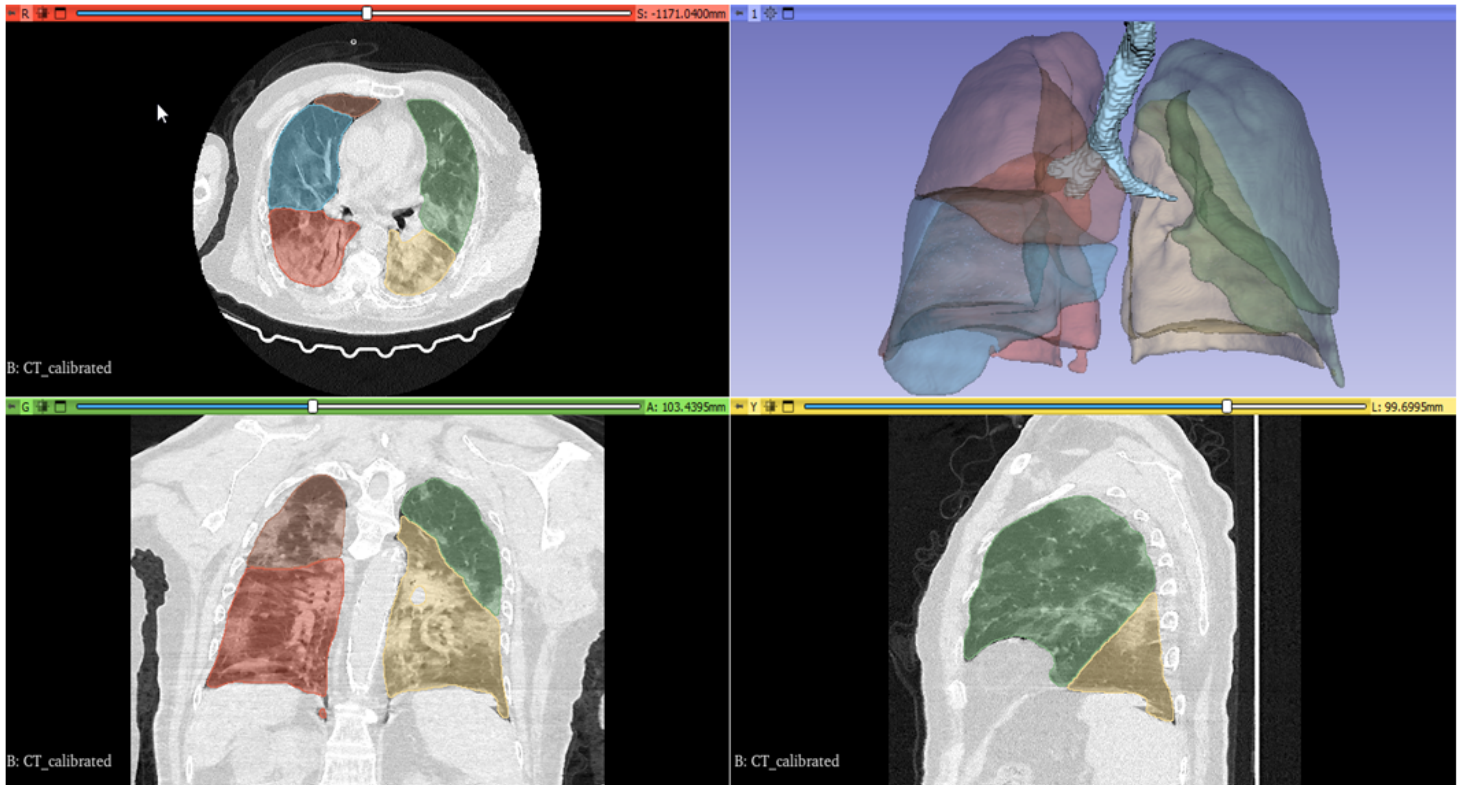 R S: -1171.0400mm
1
B: CT_calibrated
G A: 103.4395mm
Y L: 99.6995mm
B: CT_calibrated
B: CT_calibrated